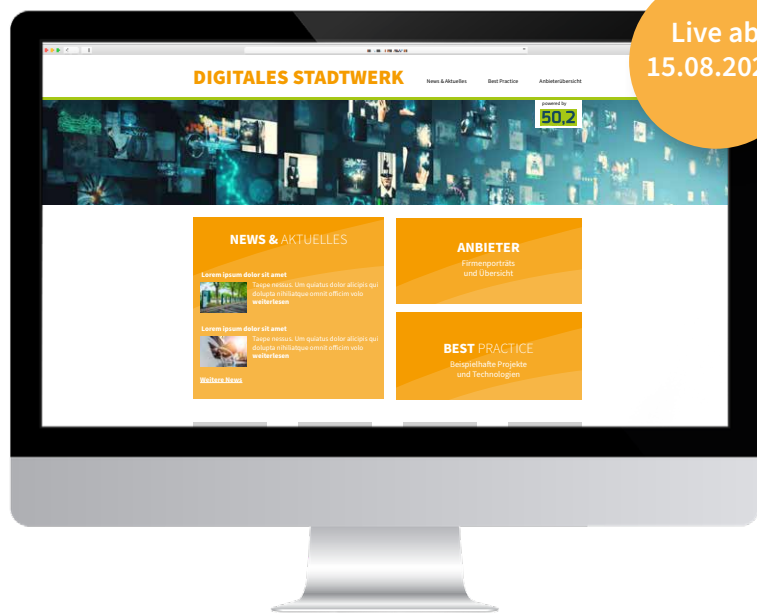 Live ab
15.08.202
DIGITALES STADTWERK
News & Aktuelles
Best Practice
Anbieterübersicht
powered by
50,2
NEWS & AKTUELLES
Lorem ipsum dolor sit amet
Taepe nessus. Um quiatus dolor alicips qui
dolupta nihillatque omnit officim volo
weiterlesen
Lorem ipsum dolor sit amet
Taepe nessus. Um quiatus dolor alicips qui
dolupta nihillatque omnit officim volo
weiterlesen
Weitere News
ANBIETER
Firmenporträts
und Übersicht
BEST PRACTICE
Beispielhafte Projekte
und Technologien